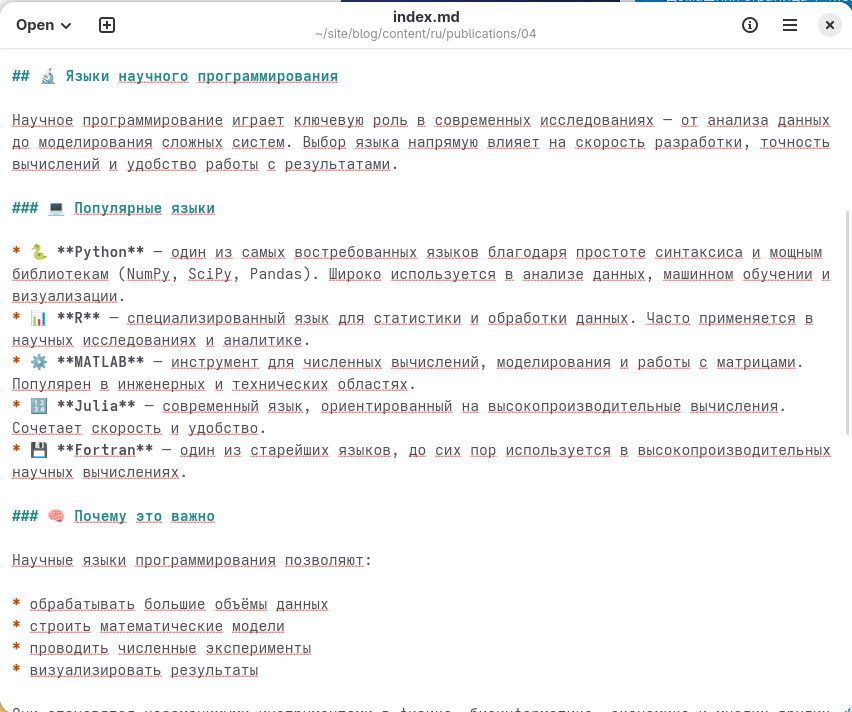 Open
index.md
~/site/blog/content/ru/publications/04
## 🔬 Языки научного программирования
Научное программирование играет ключевую роль в современных исследованиях — от анализа данных
до моделирования сложных систем. Выбор языка напрямую влияет на скорость разработки, точность
вычислений и удобство работы с результатами.
### 💻 Популярные языки
* 🐍 **Python** — один из самых востребованных языков благодаря простоте синтаксиса и мощным
библиотекам (NumPy, SciPy, Pandas). Широко используется в анализе данных, машинном обучении и
визуализации.
* 📊 **R** — специализированный язык для статистики и обработки данных. Часто применяется в
научных исследованиях и аналитике.
* ⚙️ **MATLAB** — инструмент для численных вычислений, моделирования и работы с матрицами.
Популярен в инженерных и технических областях.
* 🔢 **Julia** — современный язык, ориентированный на высокопроизводительные вычисления.
Сочетает скорость и удобство.
* 💾 **Fortran** — один из старейших языков, до сих пор используется в высокопроизводительных
научных вычислениях.
### 🧠 Почему это важно
Научные языки программирования позволяют:
* обрабатывать большие объёмы данных
* строить математические модели
* проводить численные эксперименты
* визуализировать результаты